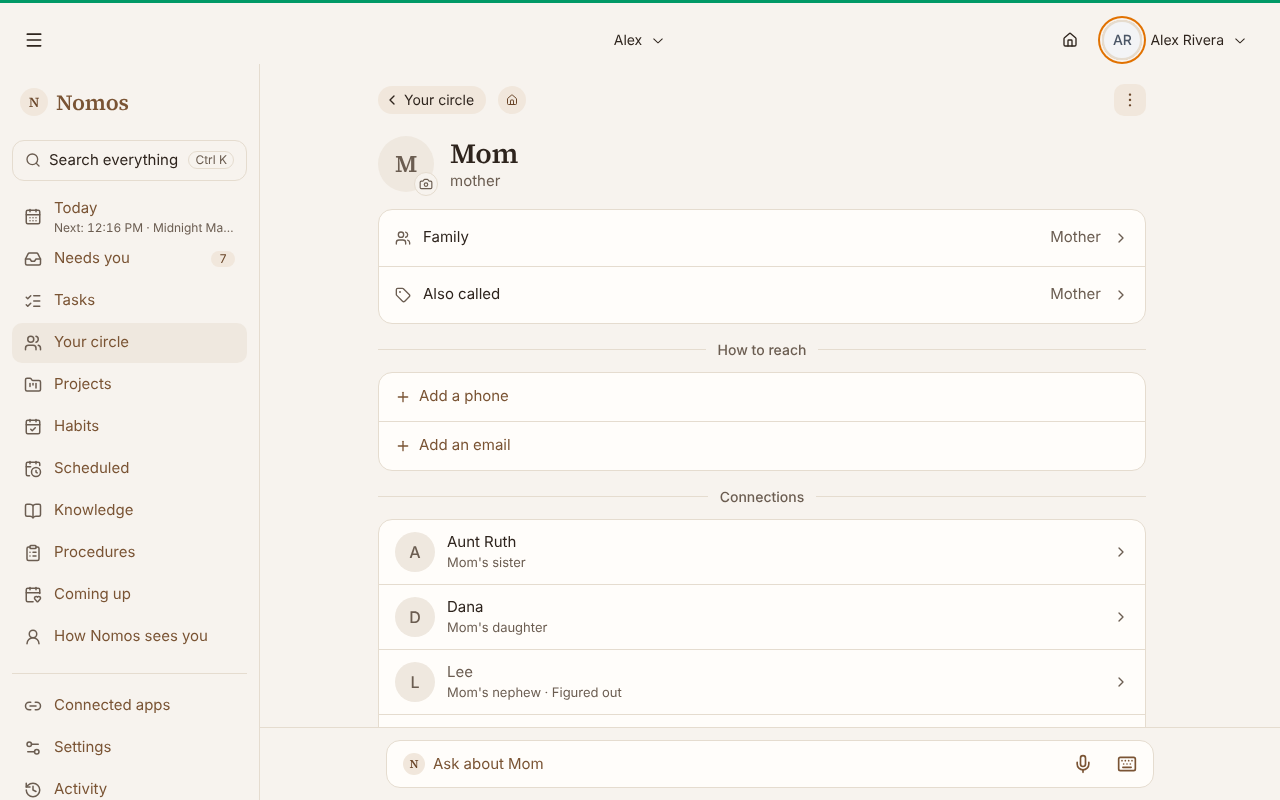 Alex
AR
Alex Rivera
N
Nomos
Search everything
Ctrl K
Today
Next: 12:16 PM · Midnight Ma...
Needs you
7
Tasks
Your circle
Projects
Habits
Scheduled
Knowledge
Procedures
Coming up
How Nomos sees you
Connected apps
Settings
Activity
Your circle
M
Mom
mother
Family
Mother
Also called
Mother
How to reach
Add a phone
Add an email
Connections
A
Aunt Ruth
Mom's sister
D
Dana
Mom's daughter
L
Lee
Mom's nephew · Figured out
N
Ask about Mom